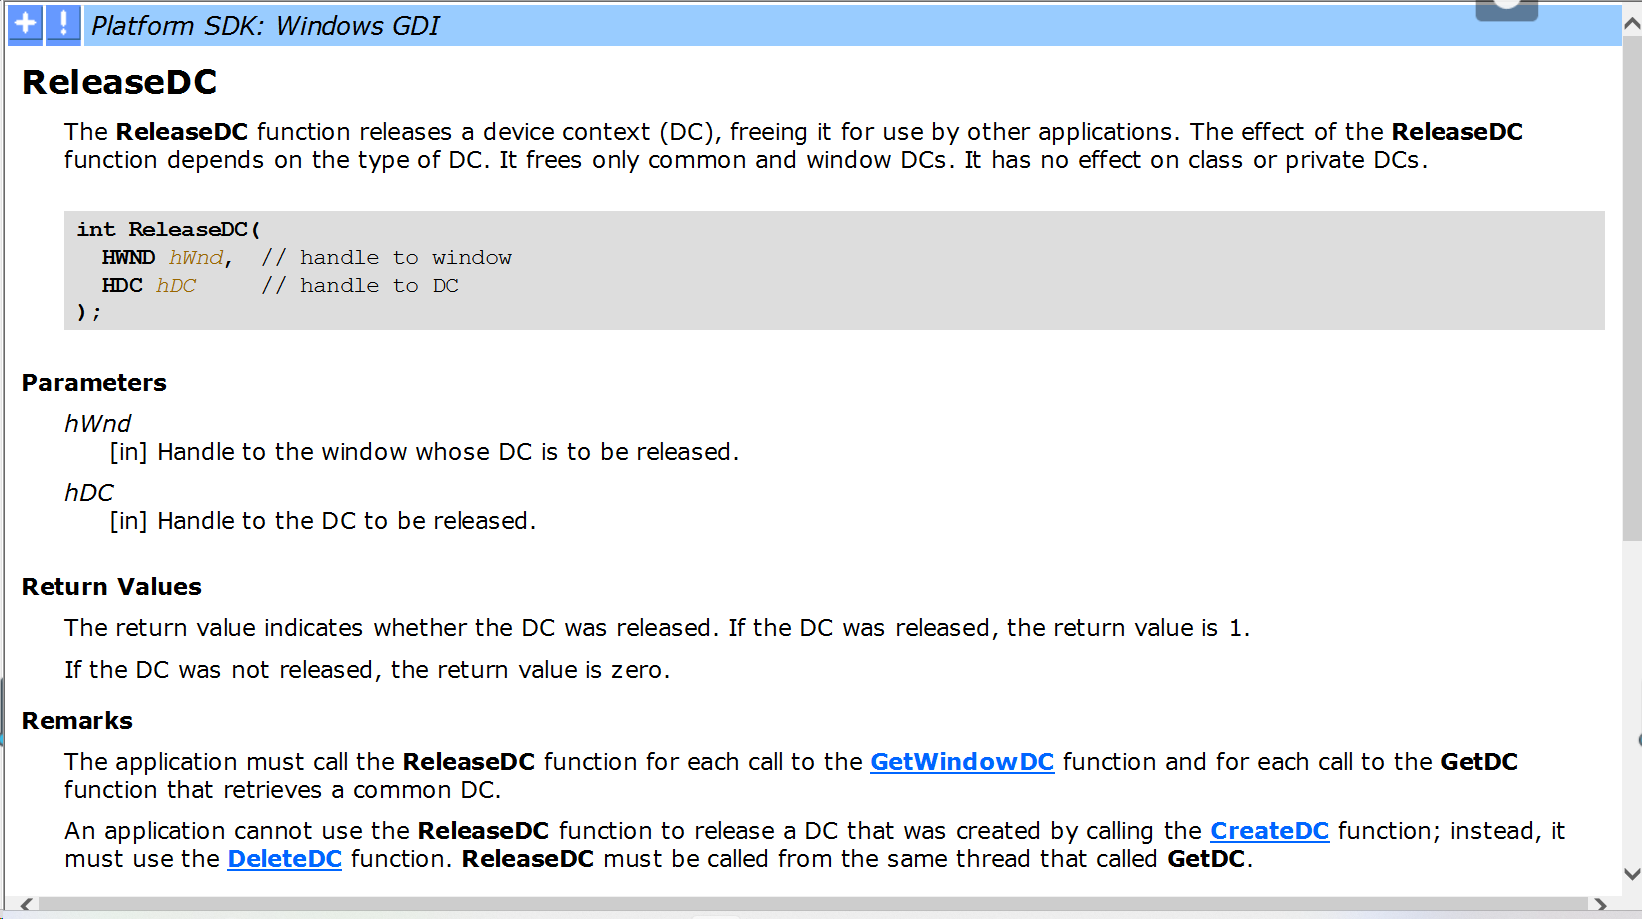 Platform SDK: Windows GDI
ReleaseDC
The ReleaseDC function releases a device context (DC), freeing it for use by other applications. The effect of the ReleaseDC
function depends on the type of DC. It frees only common and window DCs. It has no effect on class or private DCs.
int ReleaseDC(
  HWND hWnd,  // handle to window
  HDC hDC     // handle to DC
);
Parameters
hWnd
[in] Handle to the window whose DC is to be released.
hDC
[in] Handle to the DC to be released.
Return Values
The return value indicates whether the DC was released. If the DC was released, the return value is 1.
If the DC was not released, the return value is zero.
Remarks
The application must call the ReleaseDC function for each call to the GetWindowDC function and for each call to the GetDC
function that retrieves a common DC.
An application cannot use the ReleaseDC function to release a DC that was created by calling the CreateDC function; instead, it
must use the DeleteDC function. ReleaseDC must be called from the same thread that called GetDC.